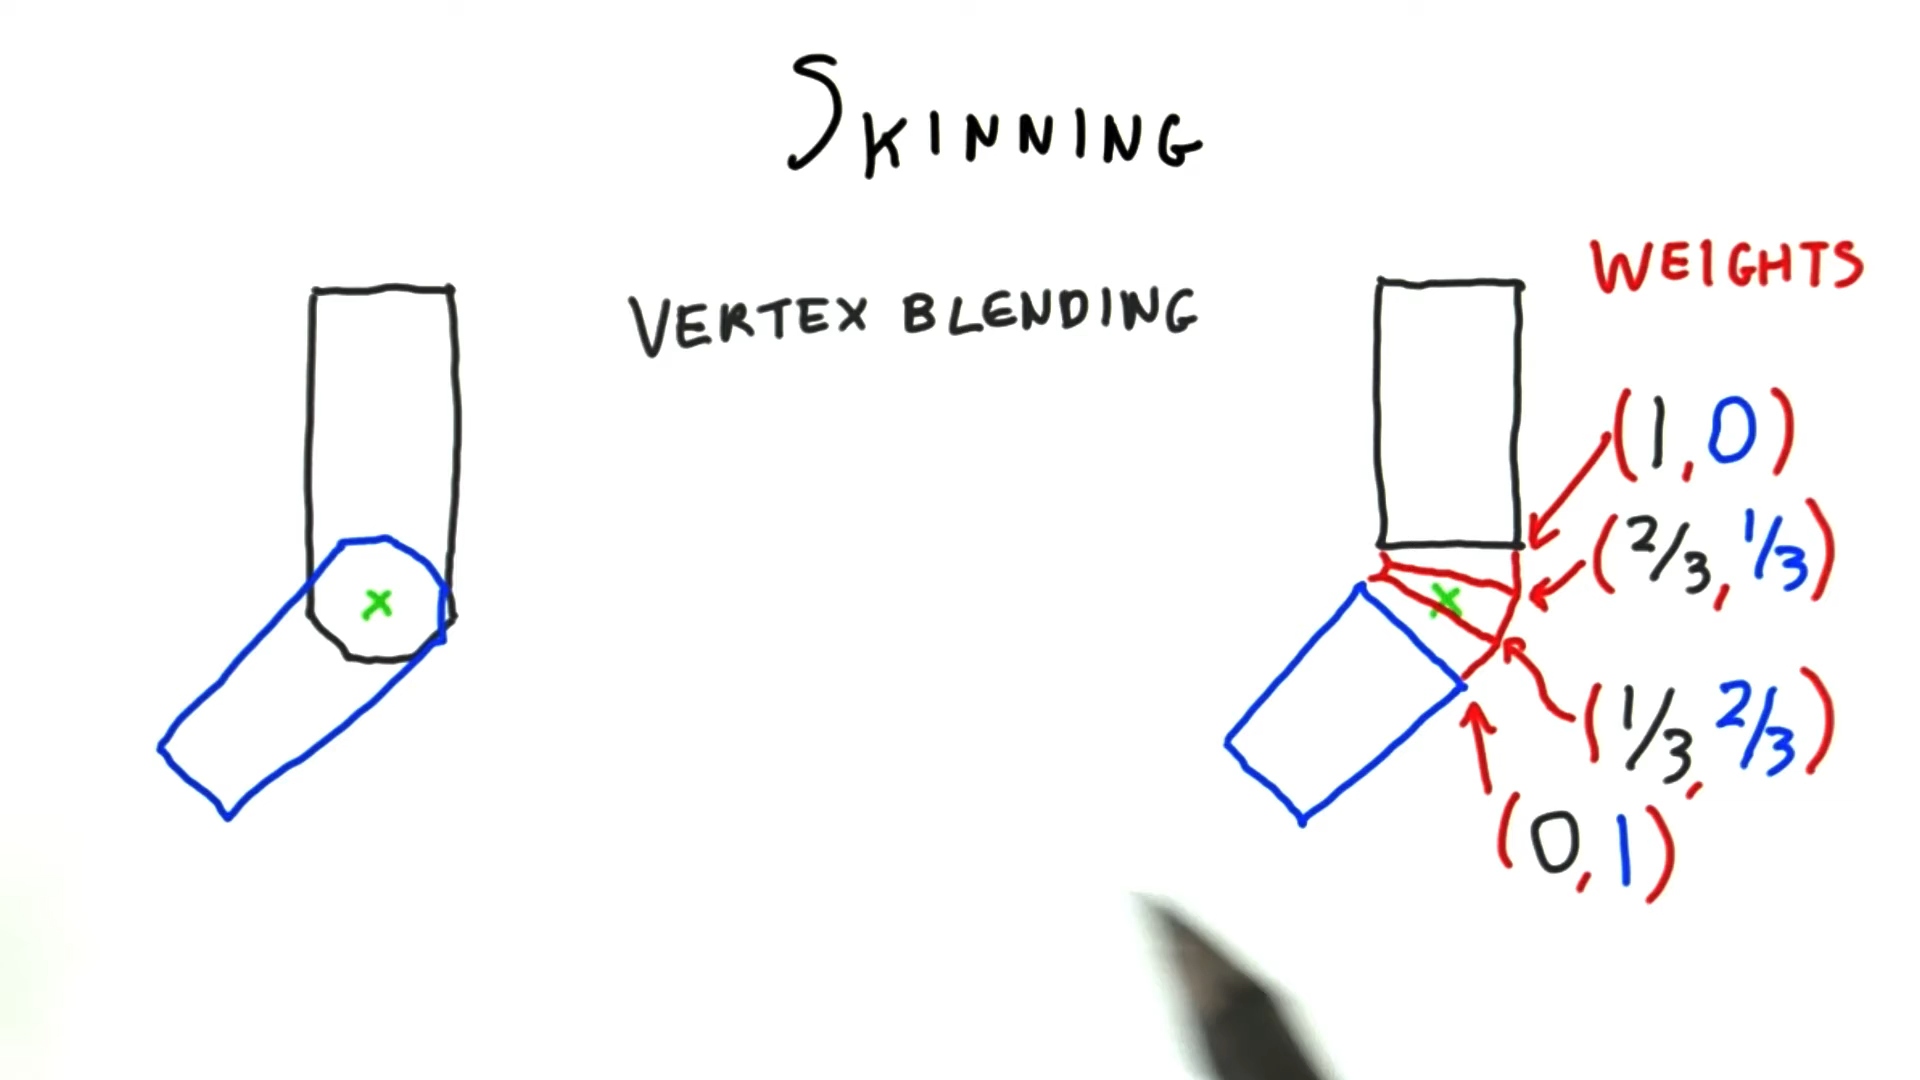 SKINNING
VERTEX BLENDING
WEIGHTS
(1,0)
(2/3,1/3)
(1/3,2/3)
(0,1)
x
x